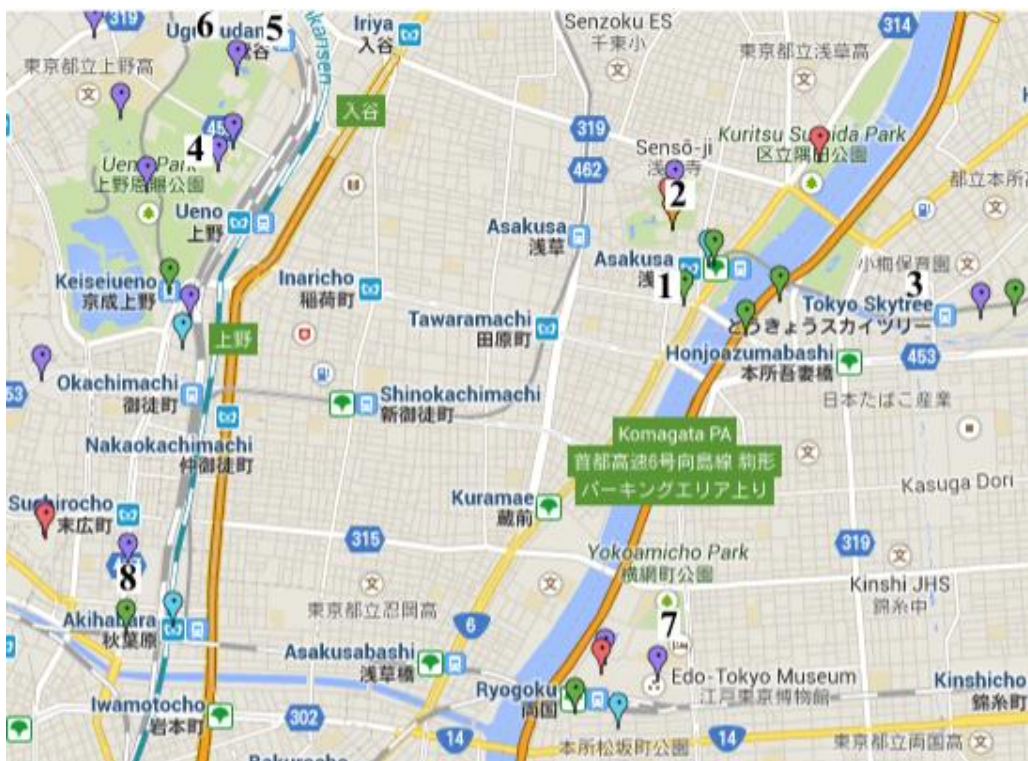 319
6
5
Iriya
入谷
Senzoku ES
千束小
314
東京都立上野高
東京都立浅草高
入谷
319
4
Kuritsu Sumida Park
区立隅田公園
Ueno Park
上野恩賜公園
Sensō-ji
462
2
都立本所高
Ueno
上野
Asakusa
浅草
Asakusa
1
小梅保育園
3
Keiseiueno
京成上野
Inaricho
稲荷町
Tokyo Skytree
とうきょうスカイツリー
上野
Tawaramachi
田原町
Honjoazumabashi
本所吾妻橋
453
Okachimachi
御徒町
Shinokachimachi
新御徒町
日本たばこ産業
Nakaokachimachi
仲御徒町
Komagata PA
首都高速6号向島線 駒形
パーキングエリア上り
Kuramae
蔵前
Kasuga Dori
末広町
315
319
Yokoamicho Park
横網町公園
8
Kinshi JHS
錦糸中
東京都立忍岡高
7
6
Akihabara
秋葉原
Asakusabashi
浅草橋
Edo-Tokyo Museum
江戸東京博物館
Ryogoku
両国
Kinshicho
錦糸町
Iwamotocho
岩本町
302
14
14
本所松坂町公園
東京都立両国高